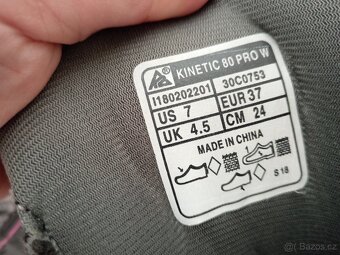 KINETIC 80 PRO W
I180202201 30C0753
US 7 EUR 37
UK 4.5 CM 24
MADE IN CHINA
S 18
Bazos.cz